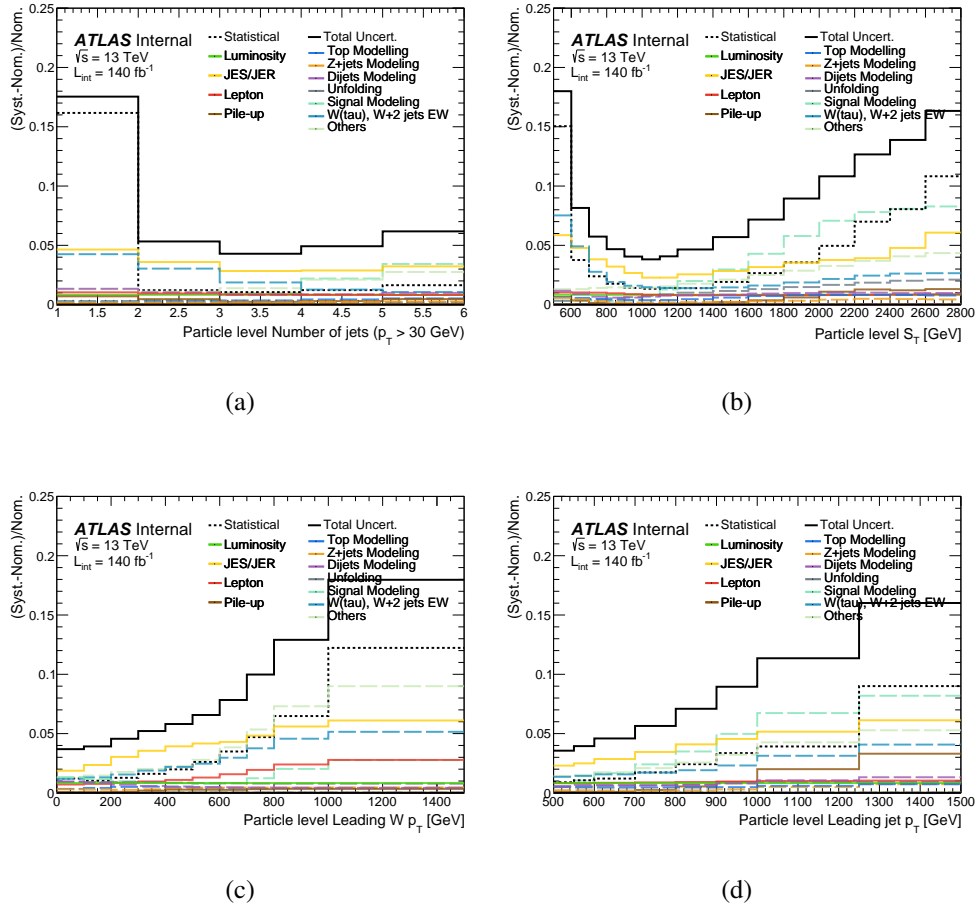 (Syst.-Nom.)/Nom.
0.25
0.2
0.15
0.1
0.05
0
ATLAS Internal
√s = 13 TeV
L_int = 140 fb⁻¹
Statistical
Luminosity
JES/JER
Lepton
Pile-up
Total Uncert.
Top Modelling
Z+jets Modeling
Dijets Modeling
Unfolding
Signal Modeling
W(tau), W+2 jets EW
Others
1 1.5 2 2.5 3 3.5 4 4.5 5 5.5 6
Particle level Number of jets (p_T > 30 GeV)
(a)
(Syst.-Nom.)/Nom.
0.25
0.2
0.15
0.1
0.05
0
ATLAS Internal
√s = 13 TeV
L_int = 140 fb⁻¹
Statistical
Luminosity
JES/JER
Lepton
Pile-up
Total Uncert.
Top Modelling
Z+jets Modeling
Dijets Modeling
Unfolding
Signal Modeling
W(tau), W+2 jets EW
Others
600 800 1000 1200 1400 1600 1800 2000 2200 2400 2600 2800
Particle level S_T [GeV]
(b)
(Syst.-Nom.)/Nom.
0.25
0.2
0.15
0.1
0.05
0
ATLAS Internal
√s = 13 TeV
L_int = 140 fb⁻¹
Statistical
Luminosity
JES/JER
Lepton
Pile-up
Total Uncert.
Top Modelling
Z+jets Modeling
Dijets Modeling
Unfolding
Signal Modeling
W(tau), W+2 jets EW
Others
0 200 400 600 800 1000 1200 1400
Particle level Leading W p_T [GeV]
(c)
(Syst.-Nom.)/Nom.
0.25
0.2
0.15
0.1
0.05
0
ATLAS Internal
√s = 13 TeV
L_int = 140 fb⁻¹
Statistical
Luminosity
JES/JER
Lepton
Pile-up
Total Uncert.
Top Modelling
Z+jets Modeling
Dijets Modeling
Unfolding
Signal Modeling
W(tau), W+2 jets EW
Others
500 600 700 800 900 1000 1100 1200 1300 1400 1500
Particle level Leading jet p_T [GeV]
(d)